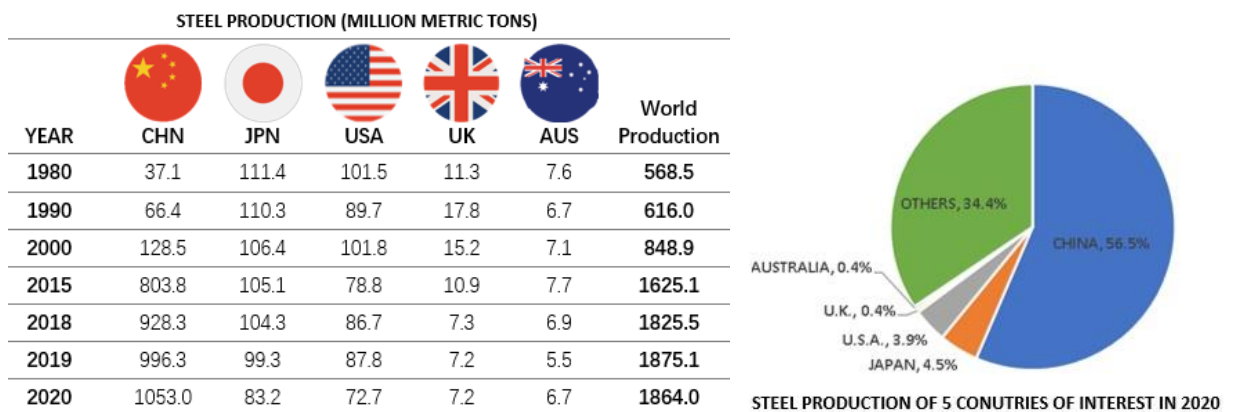 STEEL PRODUCTION (MILLION METRIC TONS)
World
YEAR CHN JPN USA UK AUS Production
1980 37.1 111.4 101.5 11.3 7.6 568.5
1990 66.4 110.3 89.7 17.8 6.7 616.0
2000 128.5 106.4 101.8 15.2 7.1 848.9
2015 803.8 105.1 78.8 10.9 7.7 1625.1
2018 928.3 104.3 86.7 7.3 6.9 1825.5
2019 996.3 99.3 87.8 7.2 5.5 1875.1
2020 1053.0 83.2 72.7 7.2 6.7 1864.0
OTHERS, 34.4%
CHINA, 56.5%
AUSTRALIA, 0.4%
U.K., 0.4%
U.S.A., 3.9%
JAPAN, 4.5%
STEEL PRODUCTION OF 5 CONUTRIES OF INTEREST IN 2020